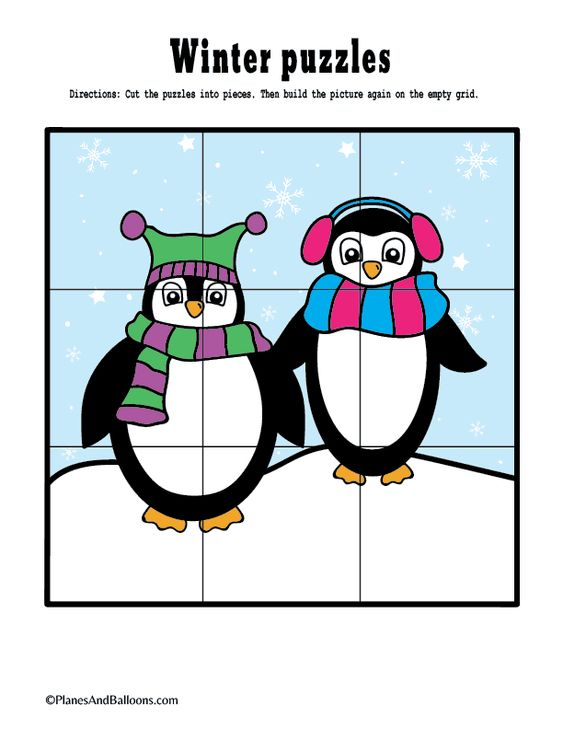 Winter puzzles
Directions: Cut the puzzles into pieces. Then build the picture again on the empty grid.
©PlanesAndBalloons.com